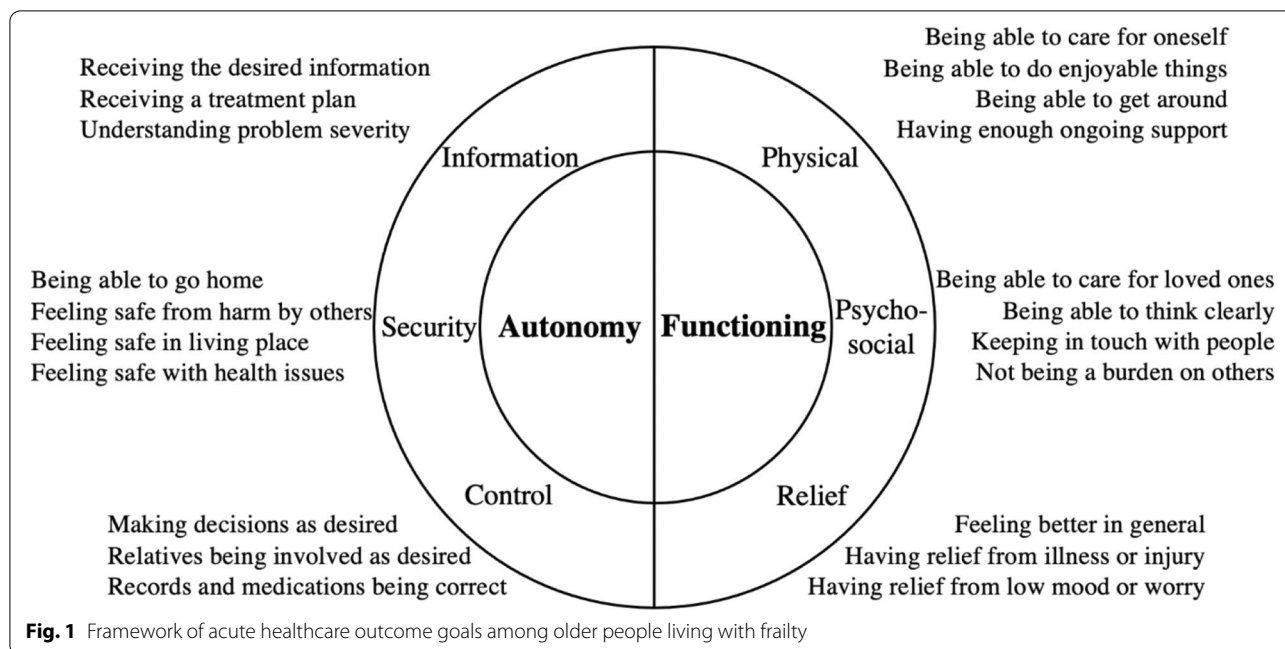 Receiving the desired information
Receiving a treatment plan
Understanding problem severity
Being able to care for oneself
Being able to do enjoyable things
Being able to get around
Having enough ongoing support
Information
Physical
Being able to go home
Feeling safe from harm by others
Feeling safe in living place
Feeling safe with health issues
Security
Autonomy
Functioning
Psycho-
social
Being able to care for loved ones
Being able to think clearly
Keeping in touch with people
Not being a burden on others
Control
Relief
Making decisions as desired
Relatives being involved as desired
Records and medications being correct
Feeling better in general
Having relief from illness or injury
Having relief from low mood or worry
Fig. 1 Framework of acute healthcare outcome goals among older people living with frailty